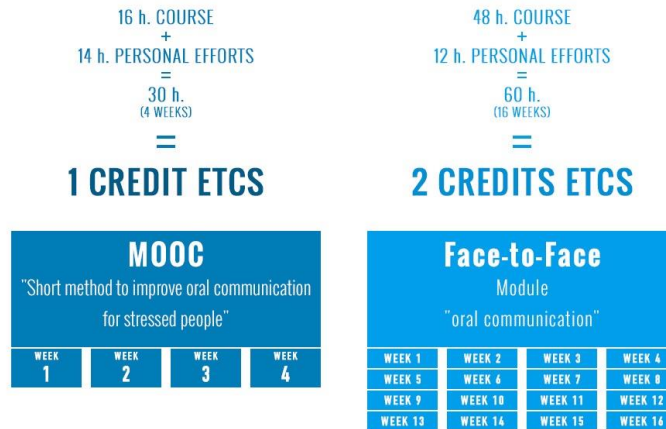 16 h. COURSE
+
14 h. PERSONAL EFFORTS
=
30 h.
(4 WEEKS)
=
1 CREDIT ETCS
MOOC
"Short method to improve oral communication
for stressed people"
WEEK WEEK WEEK WEEK
1 2 3 4
48 h. COURSE
+
12 h. PERSONAL EFFORTS
=
60 h.
(16 WEEKS)
=
2 CREDITS ETCS
Face-to-Face
Module
"oral communication"
WEEK 1 WEEK 2 WEEK 3 WEEK 4
WEEK 5 WEEK 6 WEEK 7 WEEK 8
WEEK 9 WEEK 10 WEEK 11 WEEK 12
WEEK 13 WEEK 14 WEEK 15 WEEK 16